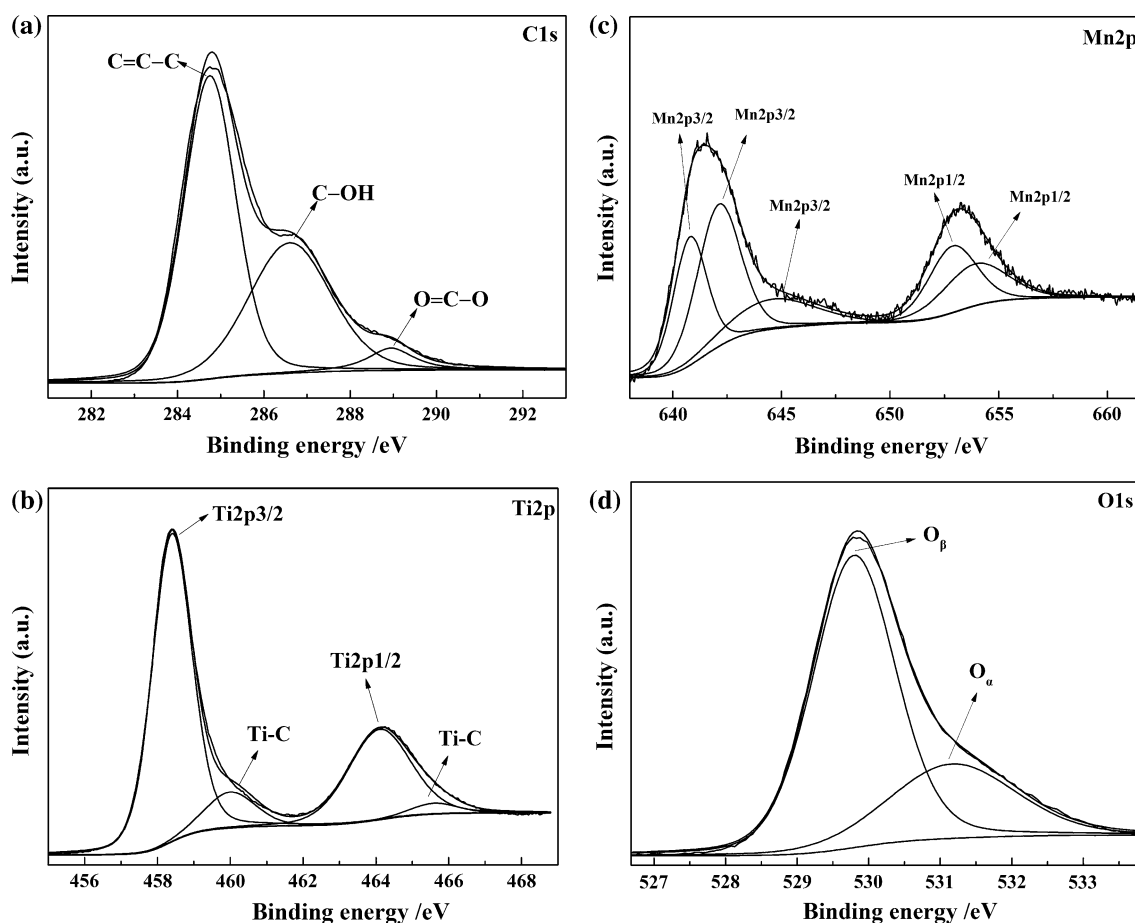 (a)
C1s
C=C–C
C–OH
O=C–O
Intensity (a.u.)
282 284 286 288 290 292
Binding energy /eV
(c)
Mn2p
Mn2p3/2
Mn2p3/2
Mn2p3/2
Mn2p1/2
Mn2p1/2
Intensity (a.u.)
640 645 650 655 660
Binding energy /eV
(b)
Ti2p
Ti2p3/2
Ti-C
Ti2p1/2
Ti-C
Intensity (a.u.)
456 458 460 462 464 466 468
Binding energy /eV
(d)
O1s
Oβ
Oα
Intensity (a.u.)
527 528 529 530 531 532 533
Binding energy /eV